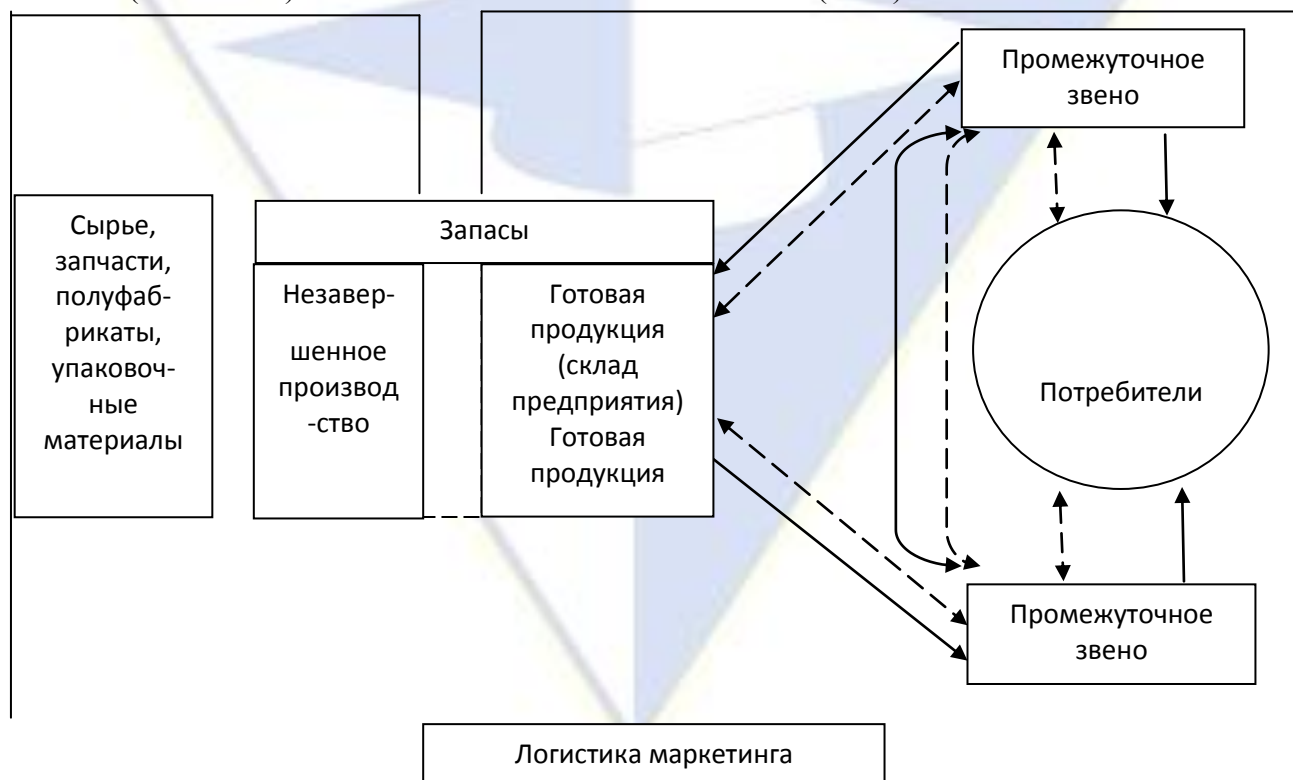 Промежуточное
звено
Сырье,
запчасти,
полуфаб-
рикаты,
упаковоч-
ные
материалы
Запасы
Незавер-
шенное
производ
-ство
Готовая
продукция
(склад
предприятия)
Готовая
продукция
Потребители
Промежуточное
звено
Логистика маркетинга